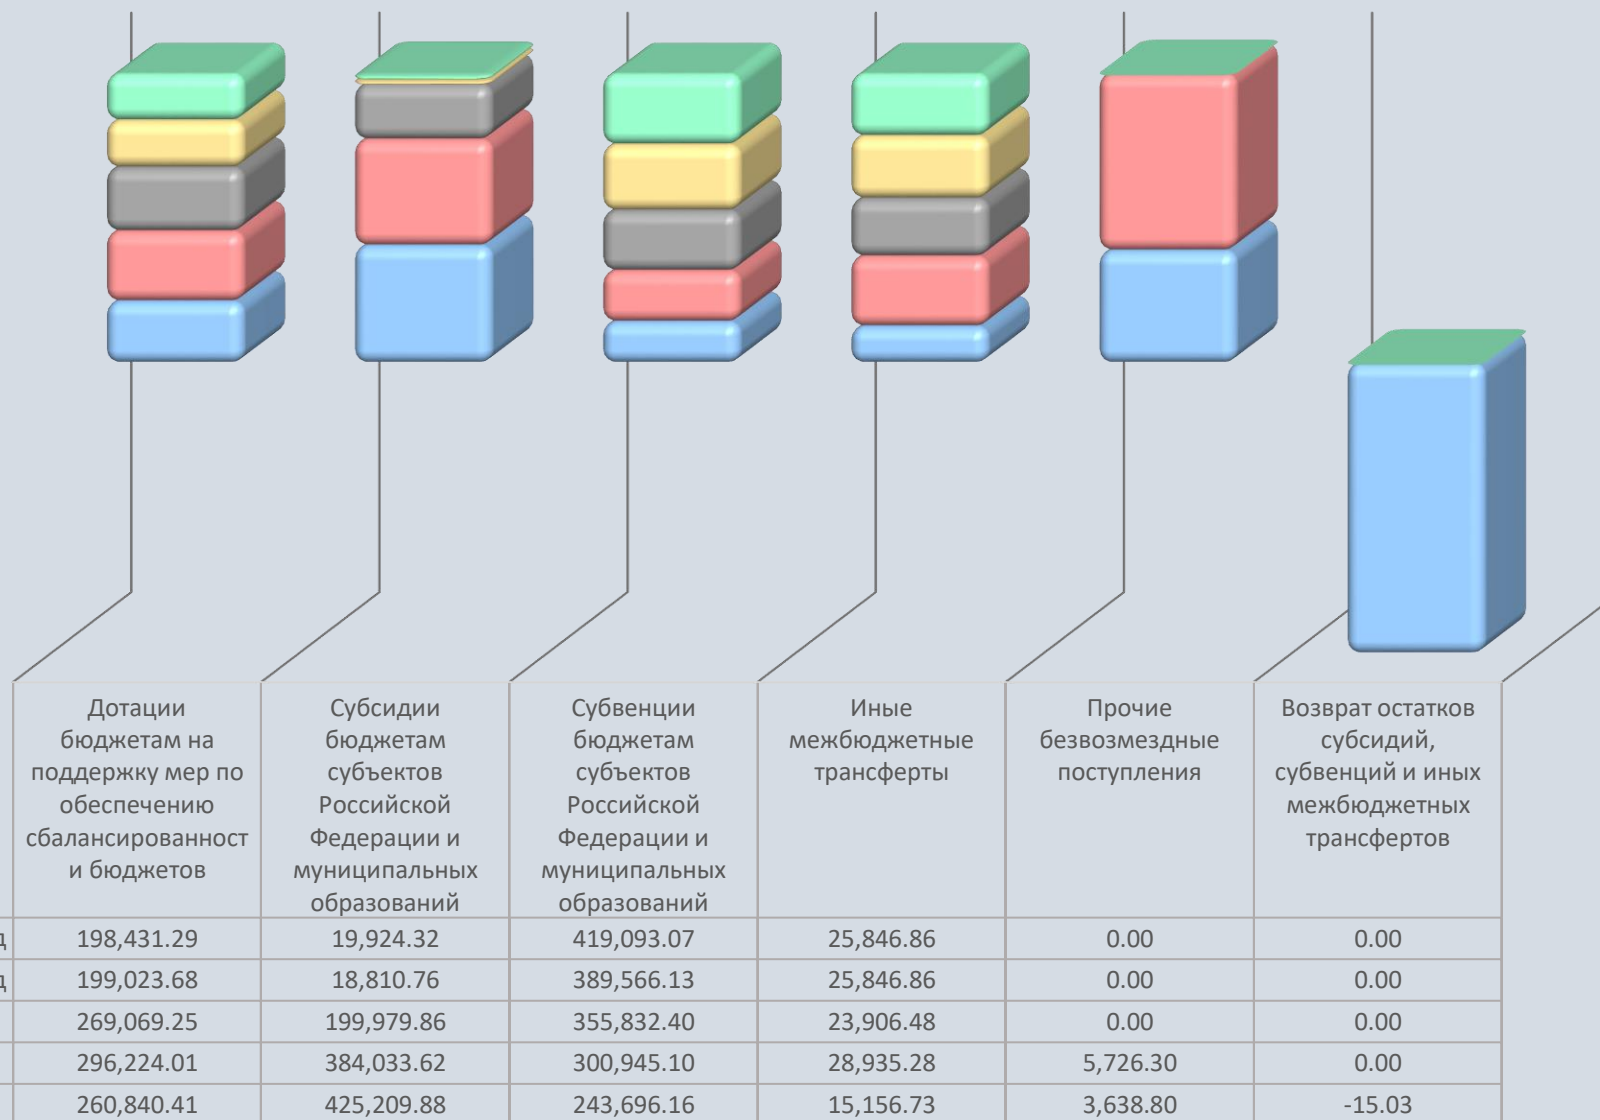 Дотации
бюджетам на
поддержку мер по
обеспечению
сбалансированност
и бюджетов
Субсидии
бюджетам
субъектов
Российской
Федерации и
муниципальных
образований
Субвенции
бюджетам
субъектов
Российской
Федерации и
муниципальных
образований
Иные
межбюджетные
трансферты
Прочие
безвозмездные
поступления
Возврат остатков
субсидий,
субвенций и иных
межбюджетных
трансфертов
д 198,431.29 19,924.32 419,093.07 25,846.86 0.00 0.00
д 199,023.68 18,810.76 389,566.13 25,846.86 0.00 0.00
269,069.25 199,979.86 355,832.40 23,906.48 0.00 0.00
296,224.01 384,033.62 300,945.10 28,935.28 5,726.30 0.00
260,840.41 425,209.88 243,696.16 15,156.73 3,638.80 -15.03